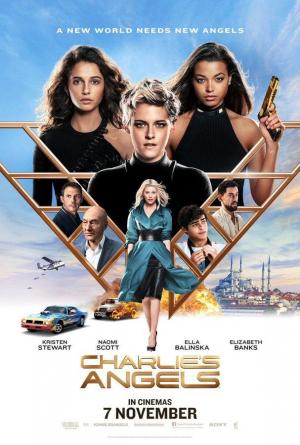 A NEW WORLD NEEDS NEW ANGELS
KRISTEN STEWART
NAOMI SCOTT
ELLA BALINSKA
ELIZABETH BANKS
CHARLIE'S
ANGELS
IN CINEMAS
7 NOVEMBER